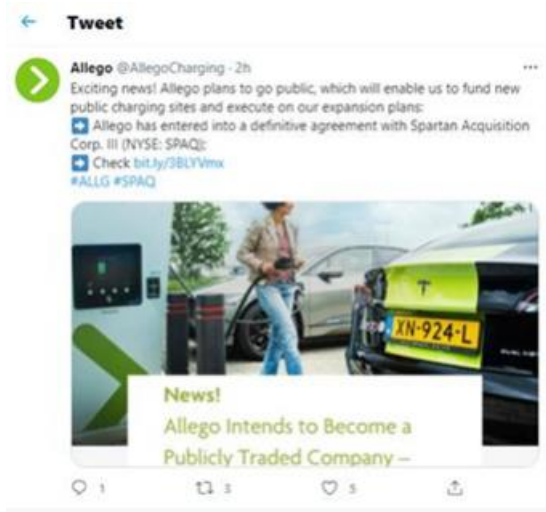 Tweet
Allego @AllegoCharging · 2h
Exciting news! Allego plans to go public, which will enable us to fund new
public charging sites and execute on our expansion plans:
➡ Allego has entered into a definitive agreement with Spartan Acquisition
Corp. III (NYSE: SPAQ):
➡ Check bit.ly/3BLYVmx
#ALLG #SPAQ
XN-924-L
News!
Allego Intends to Become a
Publicly Traded Company –
1 3 5